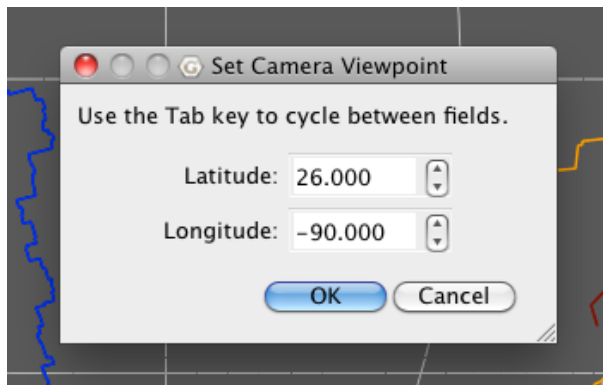 Set Camera Viewpoint
Use the Tab key to cycle between fields.
Latitude: 26.000
Longitude: -90.000
OK Cancel